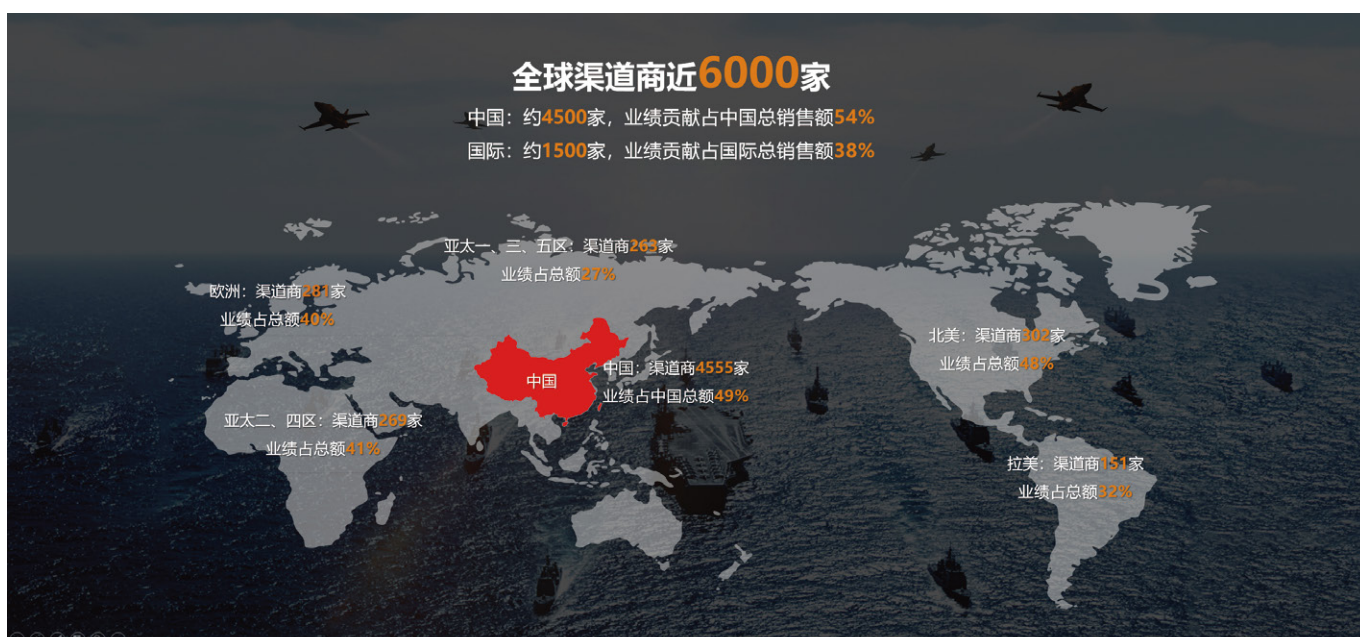 全球渠道商近6000家
中国：约4500家，业绩贡献占中国总销售额54%
国际：约1500家，业绩贡献占国际总销售额38%
亚太一、三、五区：渠道商263家
业绩占总额27%
欧洲：渠道商281家
业绩占总额40%
北美：渠道商302家
业绩占总额48%
中国：渠道商4555家
业绩占中国总额49%
中国
亚太二、四区：渠道商269家
业绩占总额41%
拉美：渠道商151家
业绩占总额32%